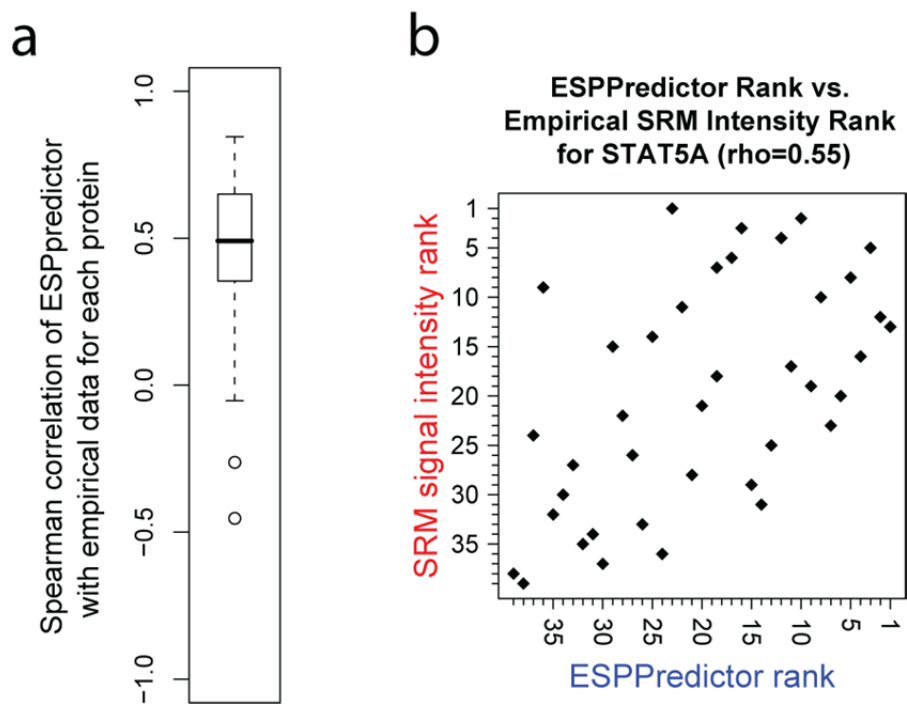 a
Spearman correlation of ESPpredictor
with empirical data for each protein
1.0
0.5
0.0
−0.5
−1.0
b
ESPPredictor Rank vs.
Empirical SRM Intensity Rank
for STAT5A (rho=0.55)
SRM signal intensity rank
1
5
10
15
20
25
30
35
35
30
25
20
15
10
5
1
ESPPredictor rank